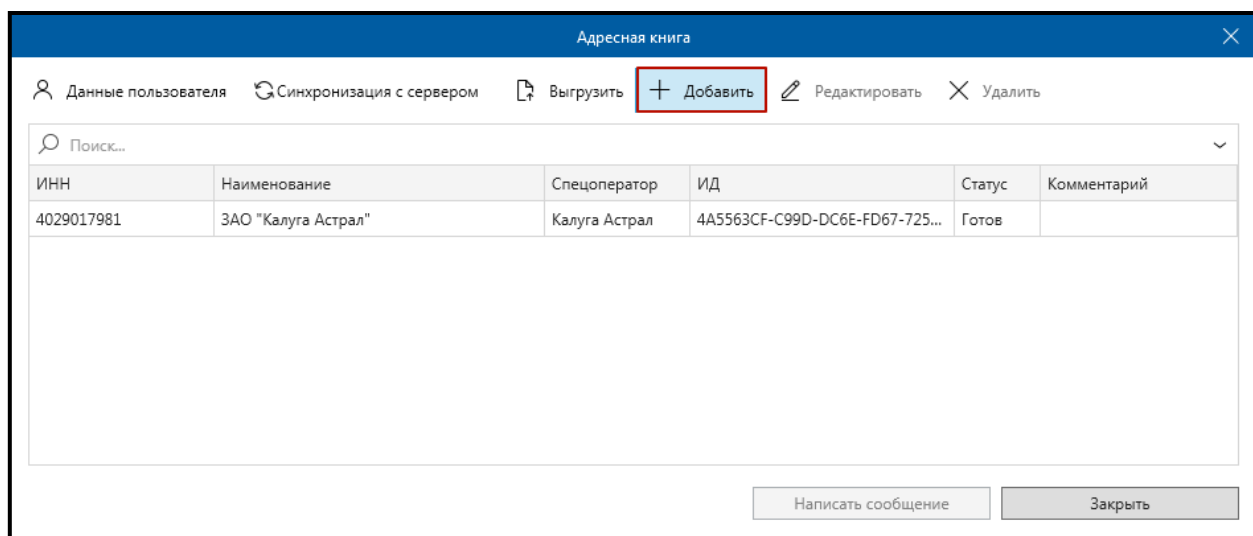 Адресная книга
Данные пользователя Синхронизация с сервером Выгрузить Добавить Редактировать Удалить
Поиск...
ИНН Наименование Спецоператор ИД Статус Комментарий
4029017981 ЗАО "Калуга Астрал" Калуга Астрал 4A5563CF-C99D-DC6E-FD67-725... Готов
Написать сообщение Закрыть